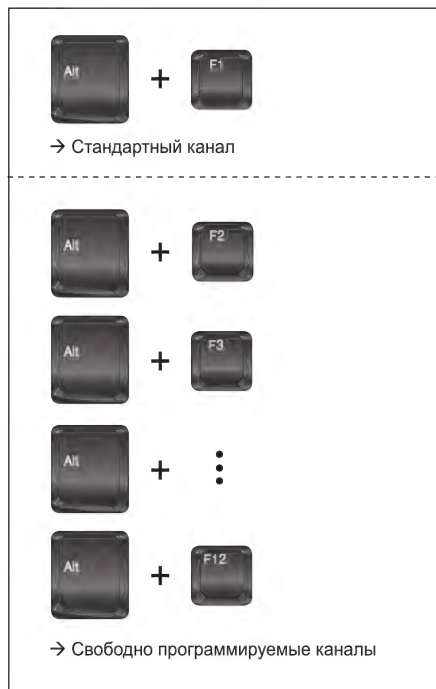 Alt + F1
→ Стандартный канал
Alt + F2
Alt + F3
Alt + ⋮
Alt + F12
→ Свободно программируемые каналы